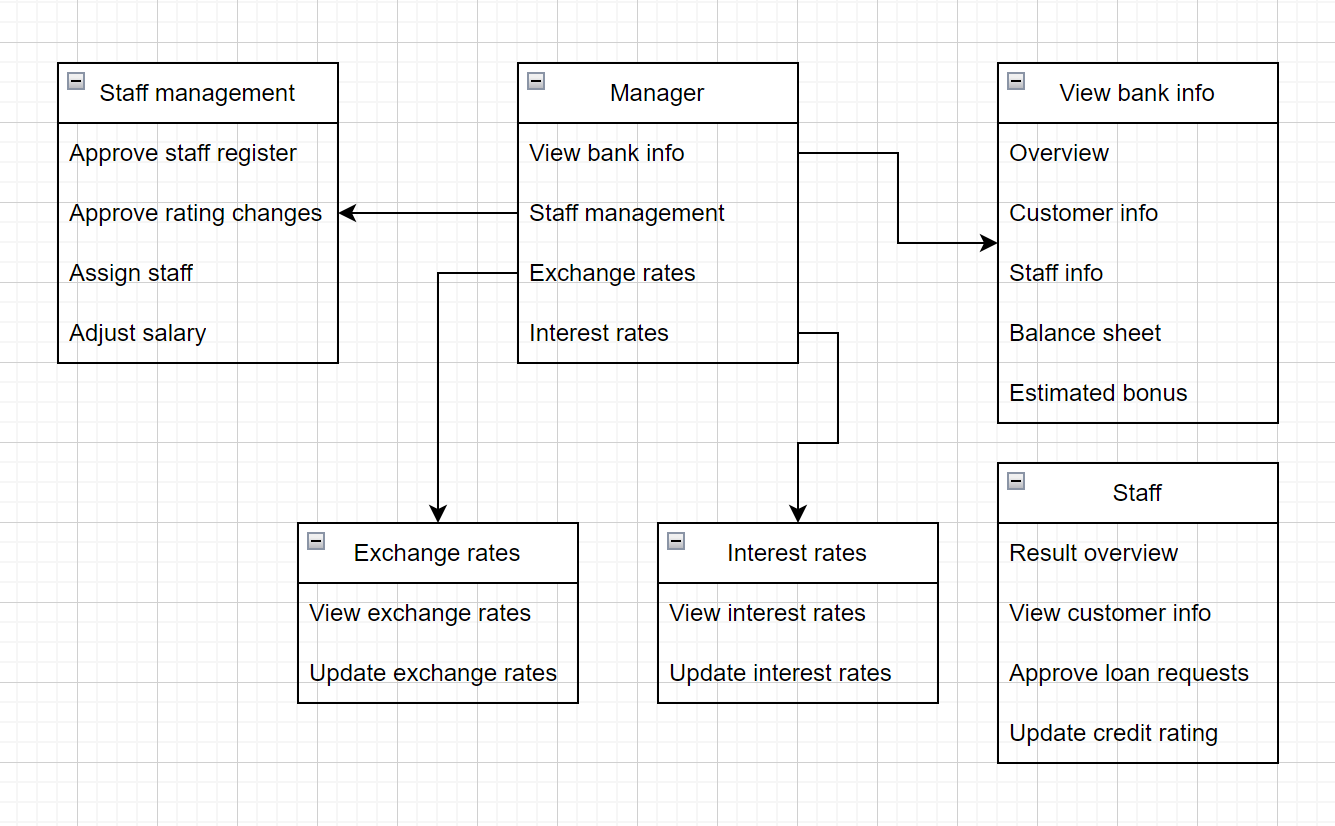 Staff management
Approve staff register
Approve rating changes
Assign staff
Adjust salary
Manager
View bank info
Staff management
Exchange rates
Interest rates
View bank info
Overview
Customer info
Staff info
Balance sheet
Estimated bonus
Exchange rates
View exchange rates
Update exchange rates
Interest rates
View interest rates
Update interest rates
Staff
Result overview
View customer info
Approve loan requests
Update credit rating